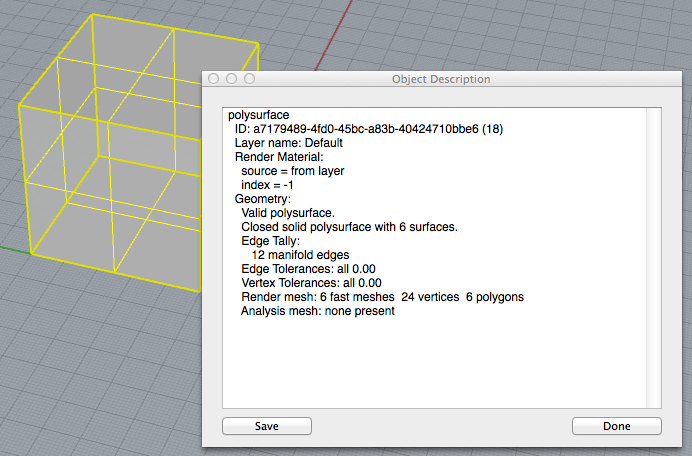 Object Description
polysurface
ID: a7179489-4fd0-45bc-a83b-40424710bbe6 (18)
Layer name: Default
Render Material:
source = from layer
index = -1
Geometry:
Valid polysurface.
Closed solid polysurface with 6 surfaces.
Edge Tally:
12 manifold edges
Edge Tolerances: all 0.00
Vertex Tolerances: all 0.00
Render mesh: 6 fast meshes  24 vertices  6 polygons
Analysis mesh: none present
Save
Done